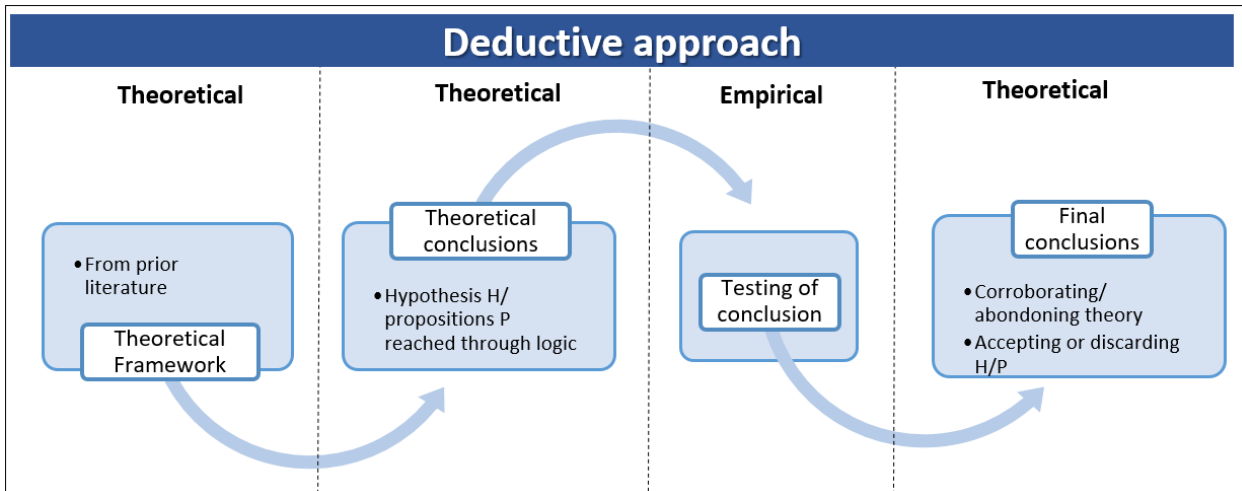 Deductive approach
Theoretical
Theoretical
Empirical
Theoretical
•From prior
literature
Theoretical
Framework
Theoretical
conclusions
•Hypothesis H/
propositions P
reached through logic
Testing of
conclusion
Final
conclusions
•Corroborating/
abondoning theory
•Accepting or discarding
H/P